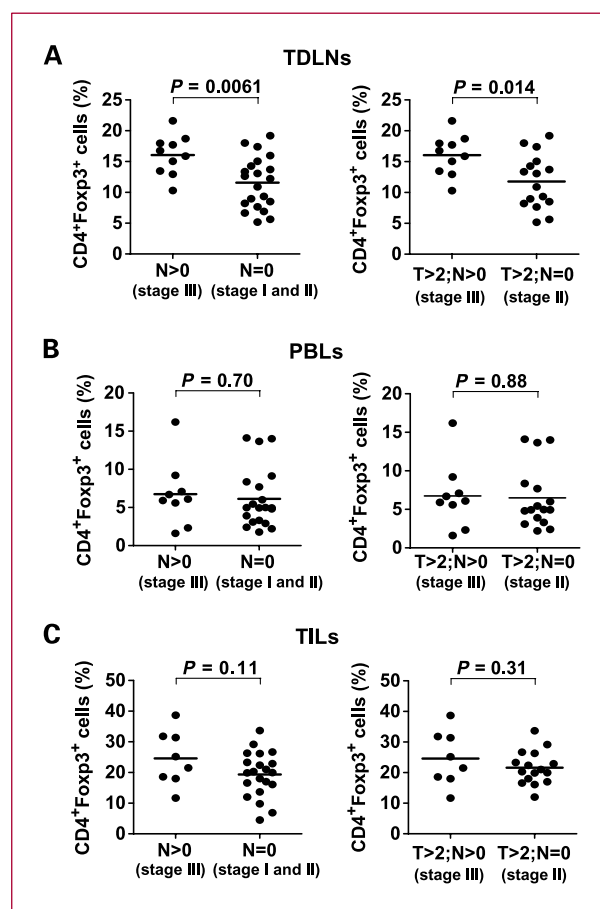 A
TDLNs
P = 0.0061
CD4+Foxp3+ cells (%)
25
20
15
10
5
0
N>0
N=0
(stage III)
(stage I and II)
P = 0.014
CD4+Foxp3+ cells (%)
25
20
15
10
5
0
T>2;N>0
T>2;N=0
(stage III)
(stage II)
B
PBLs
P = 0.70
CD4+Foxp3+ cells (%)
20
15
10
5
0
N>0
N=0
(stage III)
(stage I and II)
P = 0.88
CD4+Foxp3+ cells (%)
20
15
10
5
0
T>2;N>0
T>2;N=0
(stage III)
(stage II)
C
TILs
P = 0.11
CD4+Foxp3+ cells (%)
50
40
30
20
10
0
N>0
N=0
(stage III)
(stage I and II)
P = 0.31
CD4+Foxp3+ cells (%)
50
40
30
20
10
0
T>2;N>0
T>2;N=0
(stage III)
(stage II)